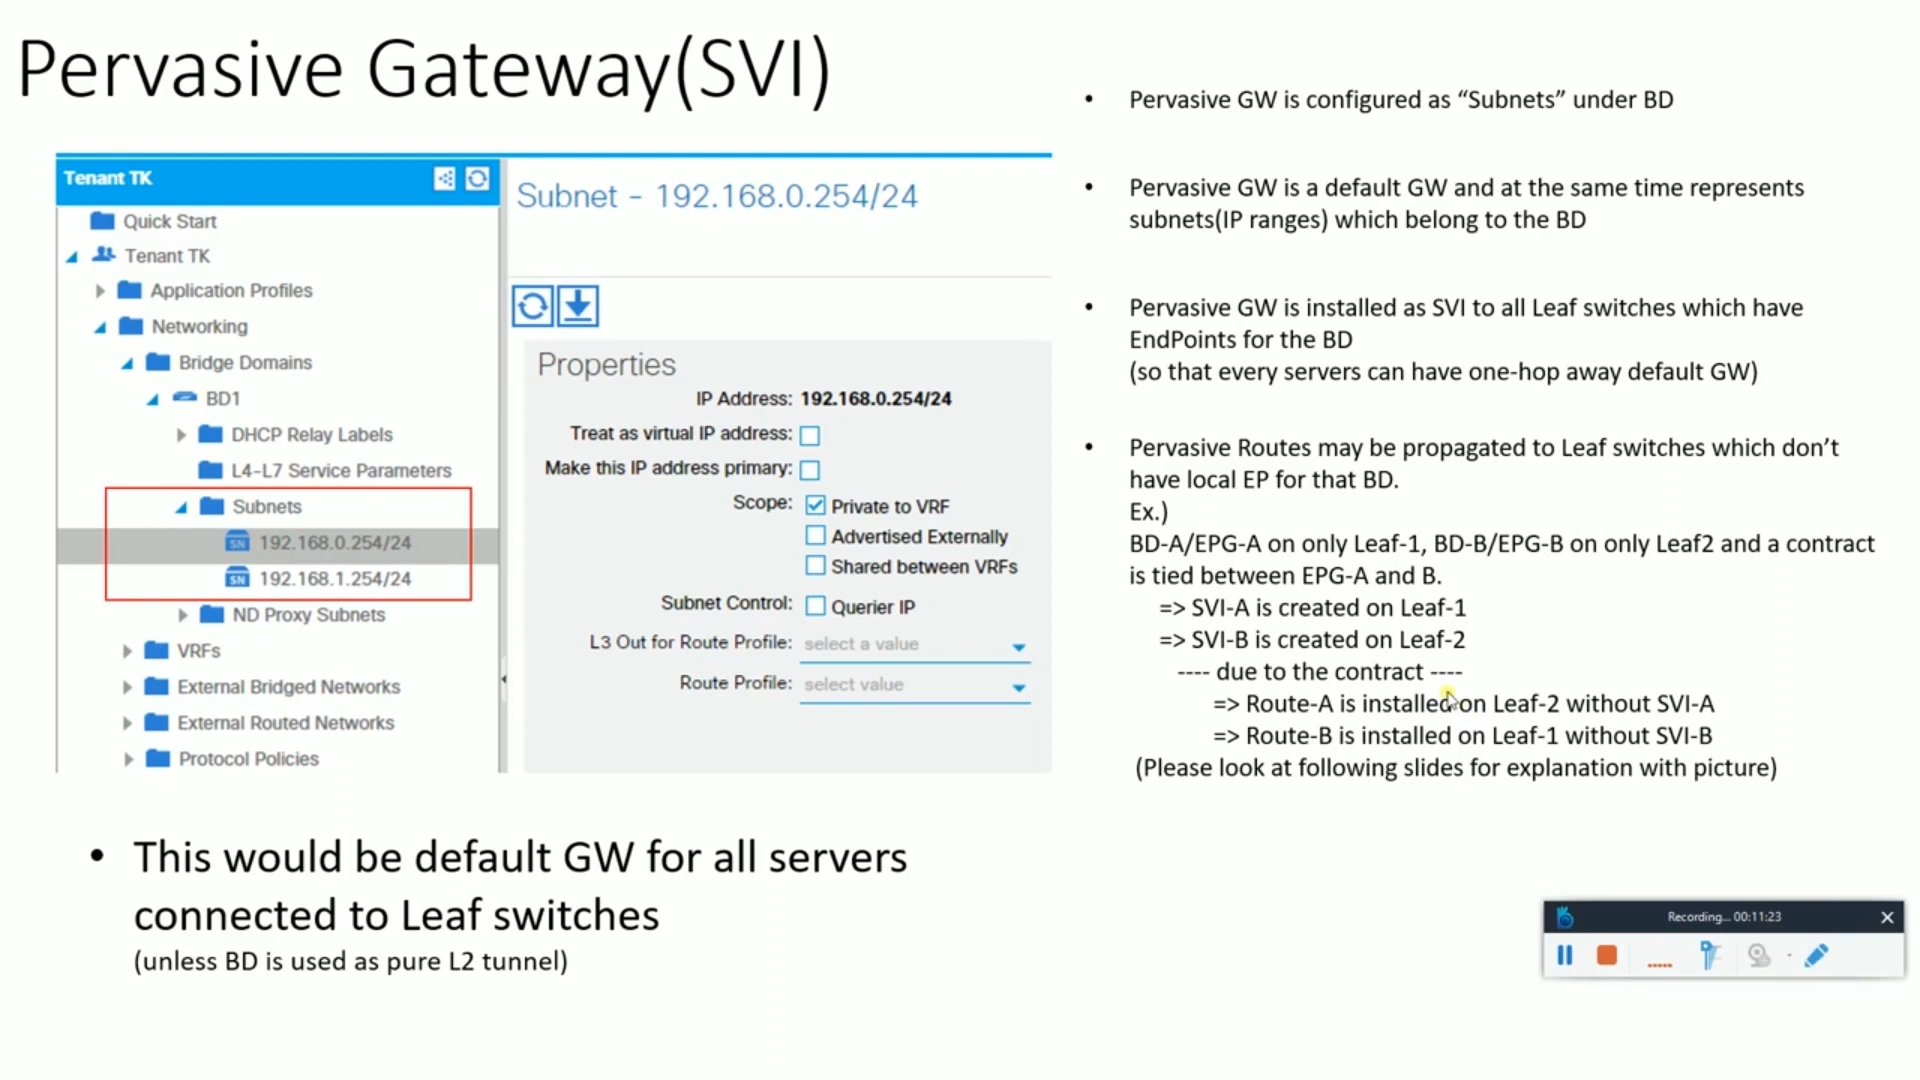 Pervasive Gateway(SVI)
Tenant TK
Quick Start
Tenant TK
Application Profiles
Networking
Bridge Domains
BD1
DHCP Relay Labels
L4-L7 Service Parameters
Subnets
SN 192.168.0.254/24
SN 192.168.1.254/24
ND Proxy Subnets
VRFs
External Bridged Networks
External Routed Networks
Protocol Policies
Subnet - 192.168.0.254/24
Properties
IP Address: 192.168.0.254/24
Treat as virtual IP address:
Make this IP address primary:
Scope: Private to VRF
Advertised Externally
Shared between VRFs
Subnet Control: Querier IP
L3 Out for Route Profile: select a value
Route Profile: select value
• This would be default GW for all servers
connected to Leaf switches
(unless BD is used as pure L2 tunnel)
• Pervasive GW is configured as “Subnets” under BD
• Pervasive GW is a default GW and at the same time represents
subnets(IP ranges) which belong to the BD
• Pervasive GW is installed as SVI to all Leaf switches which have
EndPoints for the BD
(so that every servers can have one-hop away default GW)
• Pervasive Routes may be propagated to Leaf switches which don’t
have local EP for that BD.
Ex.)
BD-A/EPG-A on only Leaf-1, BD-B/EPG-B on only Leaf2 and a contract
is tied between EPG-A and B.
=> SVI-A is created on Leaf-1
=> SVI-B is created on Leaf-2
---- due to the contract ----
=> Route-A is installed on Leaf-2 without SVI-A
=> Route-B is installed on Leaf-1 without SVI-B
(Please look at following slides for explanation with picture)
Recording... 00:11:23